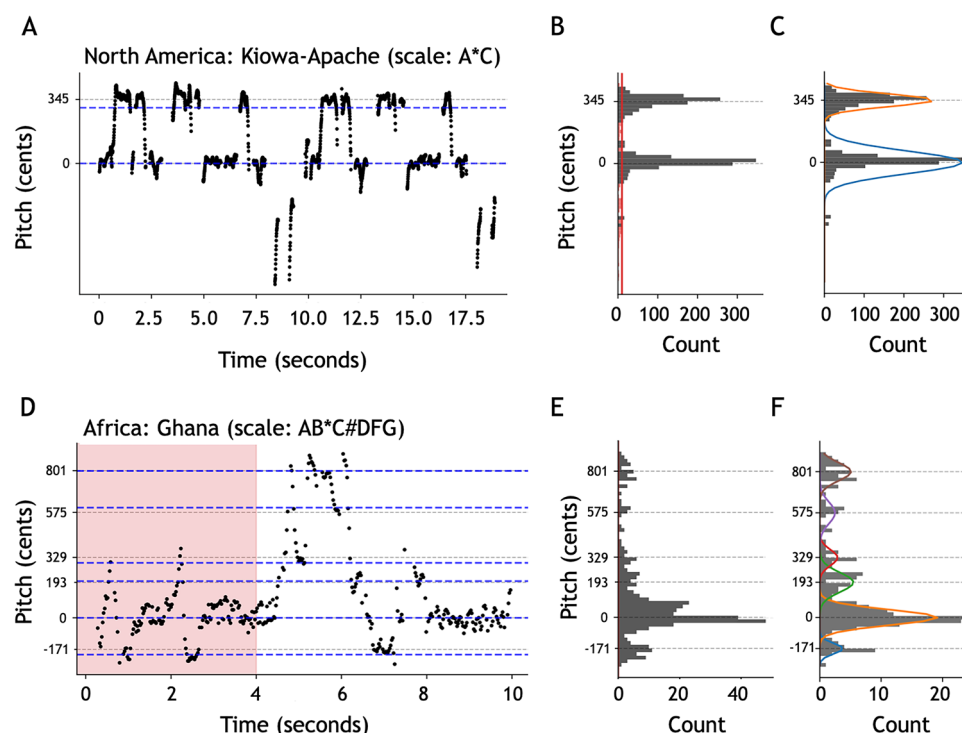 A
B
C
North America: Kiowa-Apache (scale: A*C)
345
0
Pitch (cents)
0
2.5
5.0
7.5
10.0
12.5
15.0
17.5
Time (seconds)
345
0
Pitch (cents)
0
100
200
300
Count
345
0
Pitch (cents)
0
100
200
300
Count
D
E
F
Africa: Ghana (scale: AB*C#DFG)
801
575
329
193
0
-171
Pitch (cents)
0
2
4
6
8
10
Time (seconds)
801
575
329
193
0
-171
Pitch (cents)
0
20
40
Count
801
575
329
193
0
-171
Pitch (cents)
0
10
20
Count